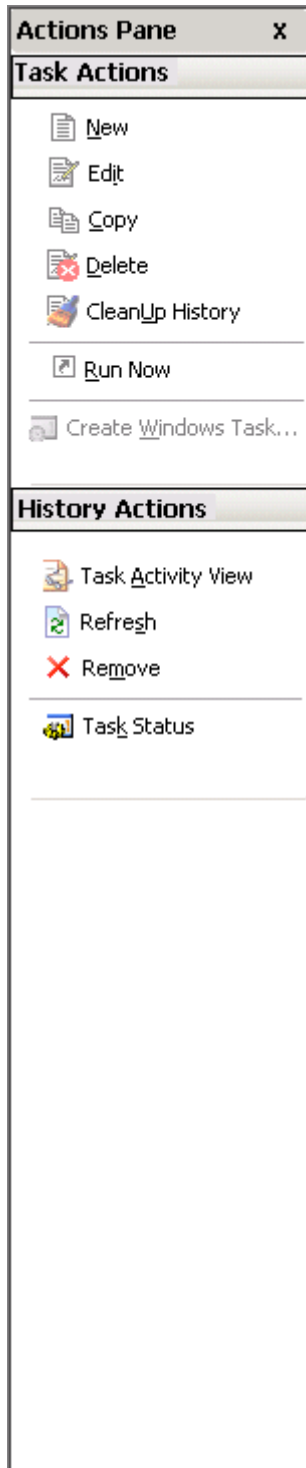 Actions Pane x
Task Actions
New
Edit
Copy
Delete
CleanUp History
Run Now
Create Windows Task...
History Actions
Task Activity View
Refresh
Remove
Task Status